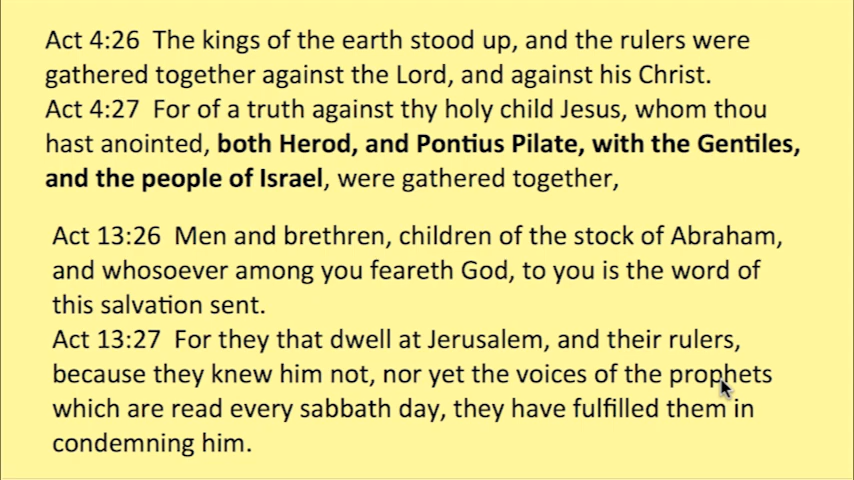 Act 4:26 The kings of the earth stood up, and the rulers were
gathered together against the Lord, and against his Christ.
Act 4:27 For of a truth against thy holy child Jesus, whom thou
hast anointed, both Herod, and Pontius Pilate, with the Gentiles,
and the people of Israel, were gathered together,
Act 13:26 Men and brethren, children of the stock of Abraham,
and whosoever among you feareth God, to you is the word of
this salvation sent.
Act 13:27 For they that dwell at Jerusalem, and their rulers,
because they knew him not, nor yet the voices of the prophets
which are read every sabbath day, they have fulfilled them in
condemning him.